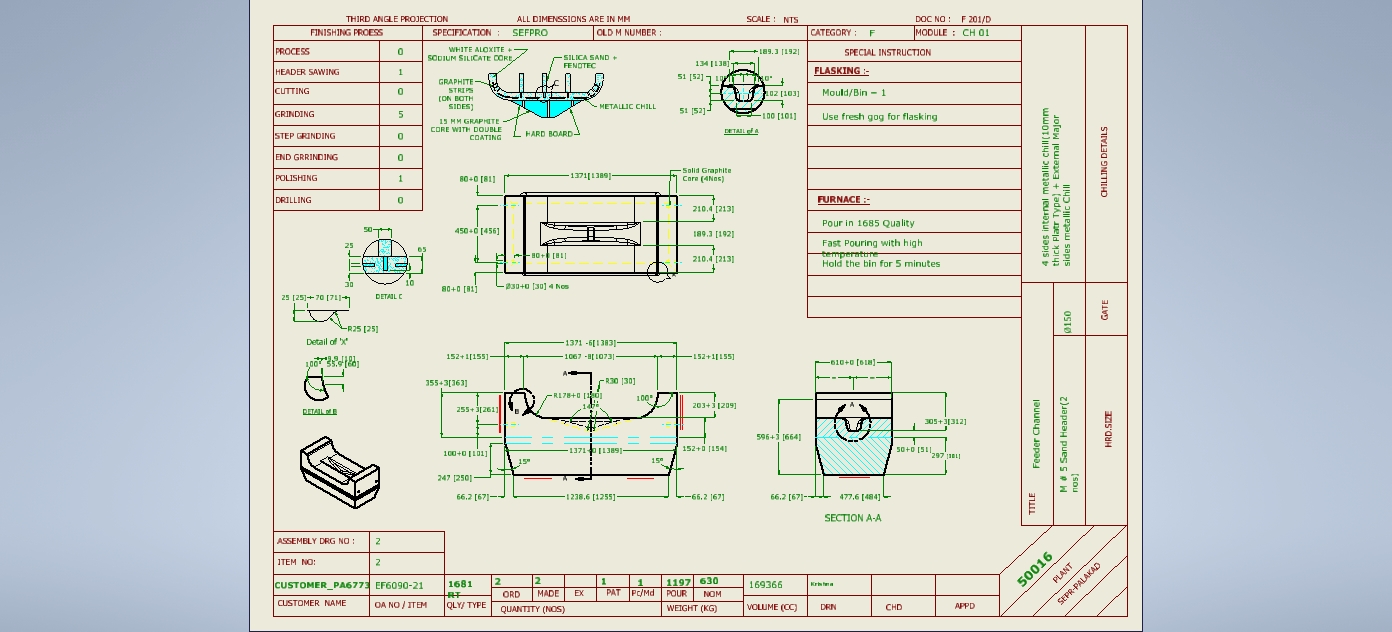 THIRD ANGLE PROJECTION
ALL DIMENSSIONS ARE IN MM
SCALE : NTS
DOC NO : F 201/D
FINISHING PROESS
SPECIFICATION : SEFPRO
OLD M NUMBER :
CATEGORY : F
MODULE : CH 01
PROCESS 0
HEADER SAWING 1
CUTTING 0
GRINDING 5
STEP GRINDING 0
END GRRINDING 0
POLISHING 1
DRILLING 0
WHITE ALOXITE +
SODIUM SILICATE CORE
SILICA SAND +
FENOTEC
GRAPHITE
STRIPS
(ON BOTH
SIDES)
METALLIC CHILL
15 MM GRAPHITE
CORE WITH DOUBLE
COATING
HARD BOARD
C
189.3 [192]
134 [138]
51 [52]
102 [103]
51 [52]
100 [101]
DETAIL of A
SPECIAL INSTRUCTION
FLASKING :-
Mould/Bin - 1
Use fresh gog for flasking
FURNACE :-
Pour in 1685 Quality
Fast Pouring with high
temperature
Hold the bin for 5 minutes
4 sides internal metallic chill(10mm
thick Platr Type) + External Major
sides metallic Chill
CHILLING DETAILS
Ø150
GATE
TITLE
Feeder Channel
M # 5 Sand Header(2
nos)
HRD.SIZE
80+0 [81]
1371[1389]
Solid Graphite
Core (4Nos)
210.4 [213]
450+0 [456]
189.3 [192]
80+0 [81]
210.4 [213]
80+0 [81]
Ø30+0 [30] 4 Nos
50
25
65
30
10
DETAIL C
25 [25]
70 [71]
R25 [25]
Detail of 'X'
9.9 [10]
100°
55.9 [60]
DETAIL of B
1371 -6[1383]
152+1[155]
1067 -8[1073]
152+1[155]
355+3[363]
A
R30 [30]
R178+0 [180]
100°
255+3[261]
B
203+3 [209]
100+0 [101]
1371+0 [1389]
152+0 [154]
15°
15°
247 [250]
A
66.2 [67]
1238.6 [1255]
66.2 [67]
610+0 [618]
A
596+3 [664]
305+3[312]
50+0 [51]
297 [301]
66.2 [67]
477.6 [484]
SECTION A-A
ASSEMBLY DRG NO : 2
ITEM NO: 2
CUSTOMER_PA6773
EF6090-21
1681
RT
2
2
1
1
1197
630
169366
Krishna
ORD
MADE
EX
PAT
Pc/Md
POUR
NOM
CUSTOMER NAME
OA NO / ITEM
QLY/ TYPE
QUANTITY (NOS)
WEIGHT (KG)
VOLUME (CC)
DRN
CHD
APPD
50016
PLANT
SEPR-PALAKAD